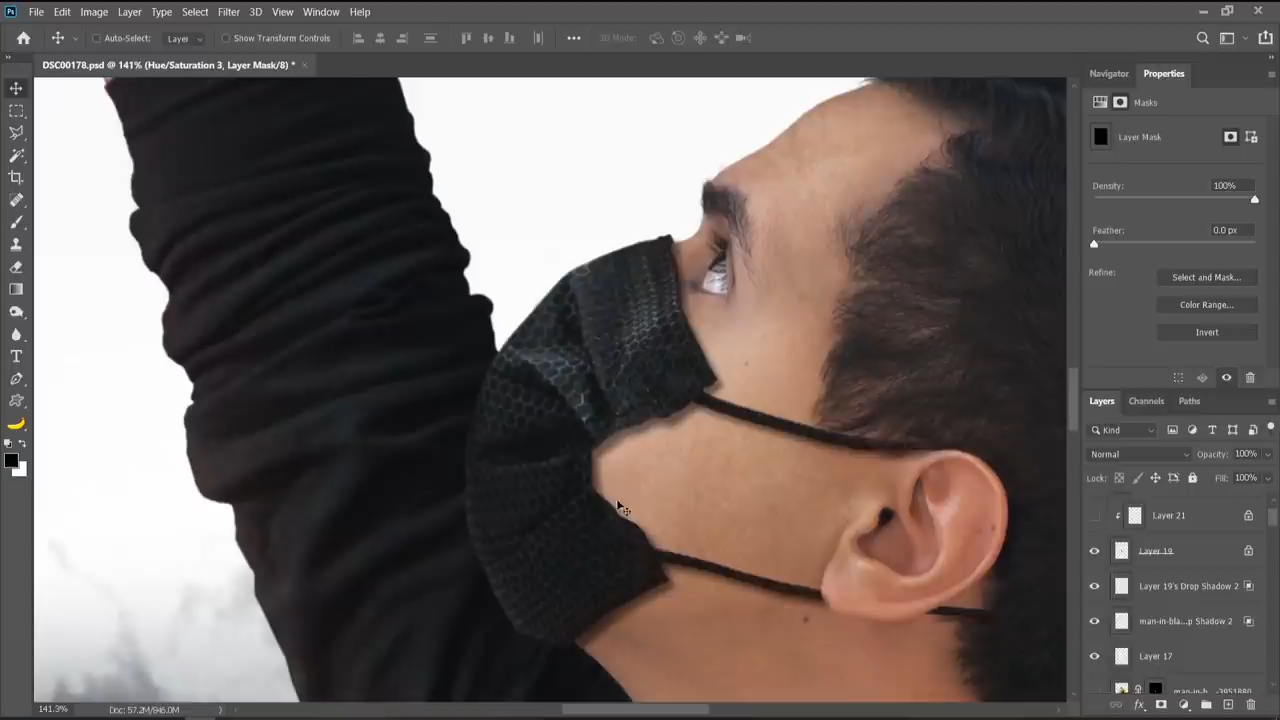 Ps File Edit Image Layer Type Select Filter 3D View Window Help
Auto-Select: Layer Show Transform Controls 3D Mode:
DSC00178.psd @ 141% (Hue/Saturation 3, Layer Mask/8) *
Navigator Properties
Masks
Layer Mask
Density: 100%
Feather: 0.0 px
Refine: Select and Mask...
Color Range...
Invert
Layers Channels Paths
Kind
Normal Opacity: 100%
Lock: Fill: 100%
Layer 21
Layer 19
Layer 19's Drop Shadow 2
man-in-bla...p Shadow 2
Layer 17
man-in-b...-3951880
141.3% Doc: 57.2M/846.0M